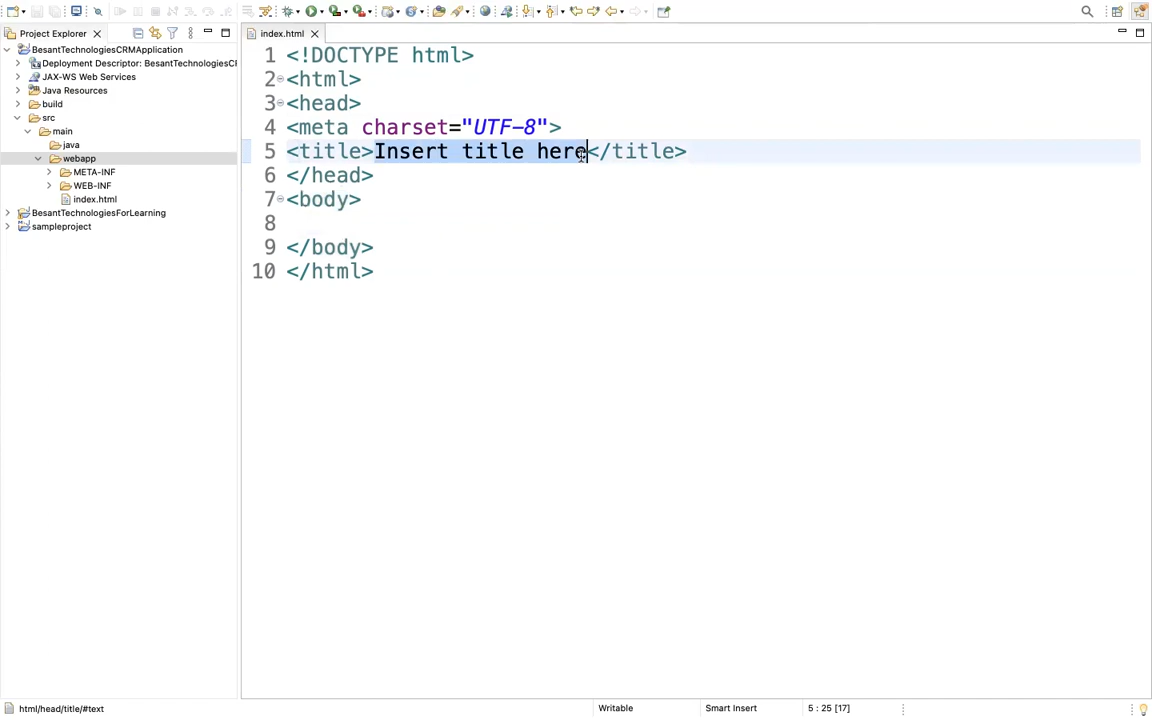 Project Explorer
BesantTechnologiesCRMApplication
Deployment Descriptor: BesantTechnologiesCR
JAX-WS Web Services
Java Resources
build
src
main
java
webapp
META-INF
WEB-INF
index.html
BesantTechnologiesForLearning
sampleproject
index.html
1 <!DOCTYPE html>
2 <html>
3 <head>
4 <meta charset="UTF-8">
5 <title>Insert title here</title>
6 </head>
7 <body>
8
9 </body>
10 </html>
html/head/title/#text
Writable
Smart Insert
5 : 25 [17]